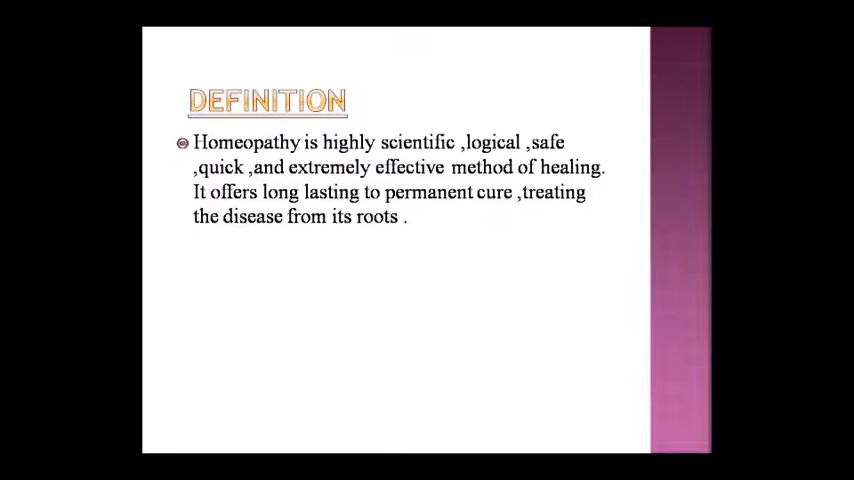 DEFINITION
Homeopathy is highly scientific ,logical ,safe
,quick ,and extremely effective method of healing.
It offers long lasting to permanent cure ,treating
the disease from its roots .